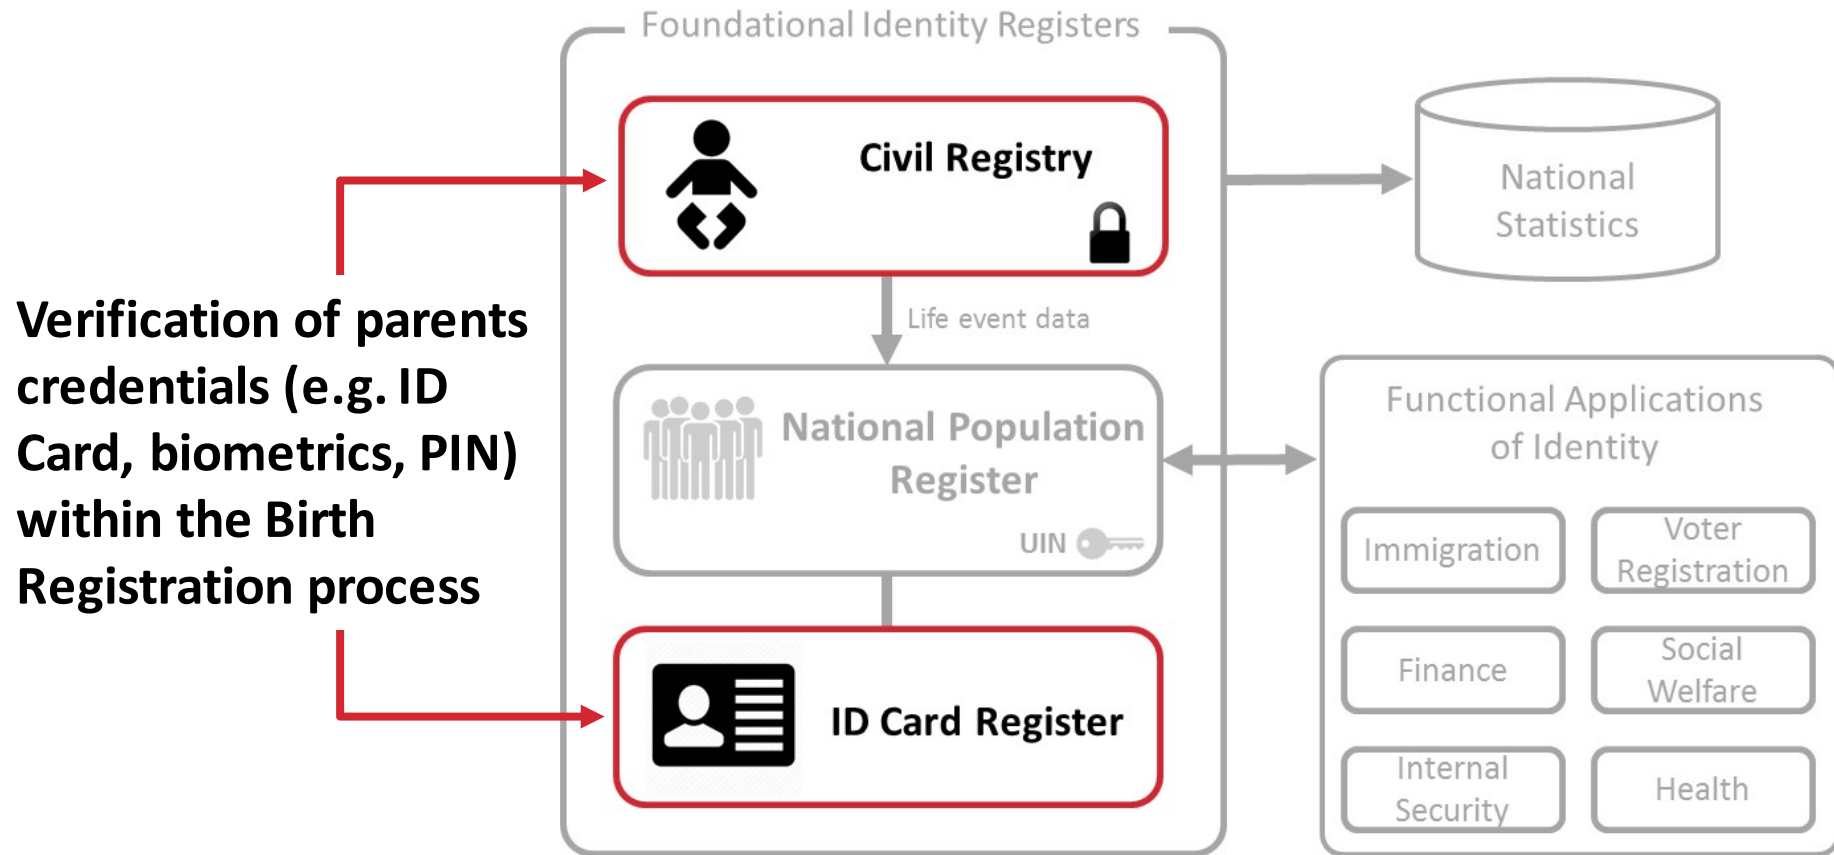 Foundational Identity Registers
Civil Registry
National
Statistics
Life event data
Verification of parents
credentials (e.g. ID
Card, biometrics, PIN)
within the Birth
Registration process
National Population
Register
UIN
Functional Applications
of Identity
Immigration
Voter
Registration
Finance
Social
Welfare
ID Card Register
Internal
Security
Health